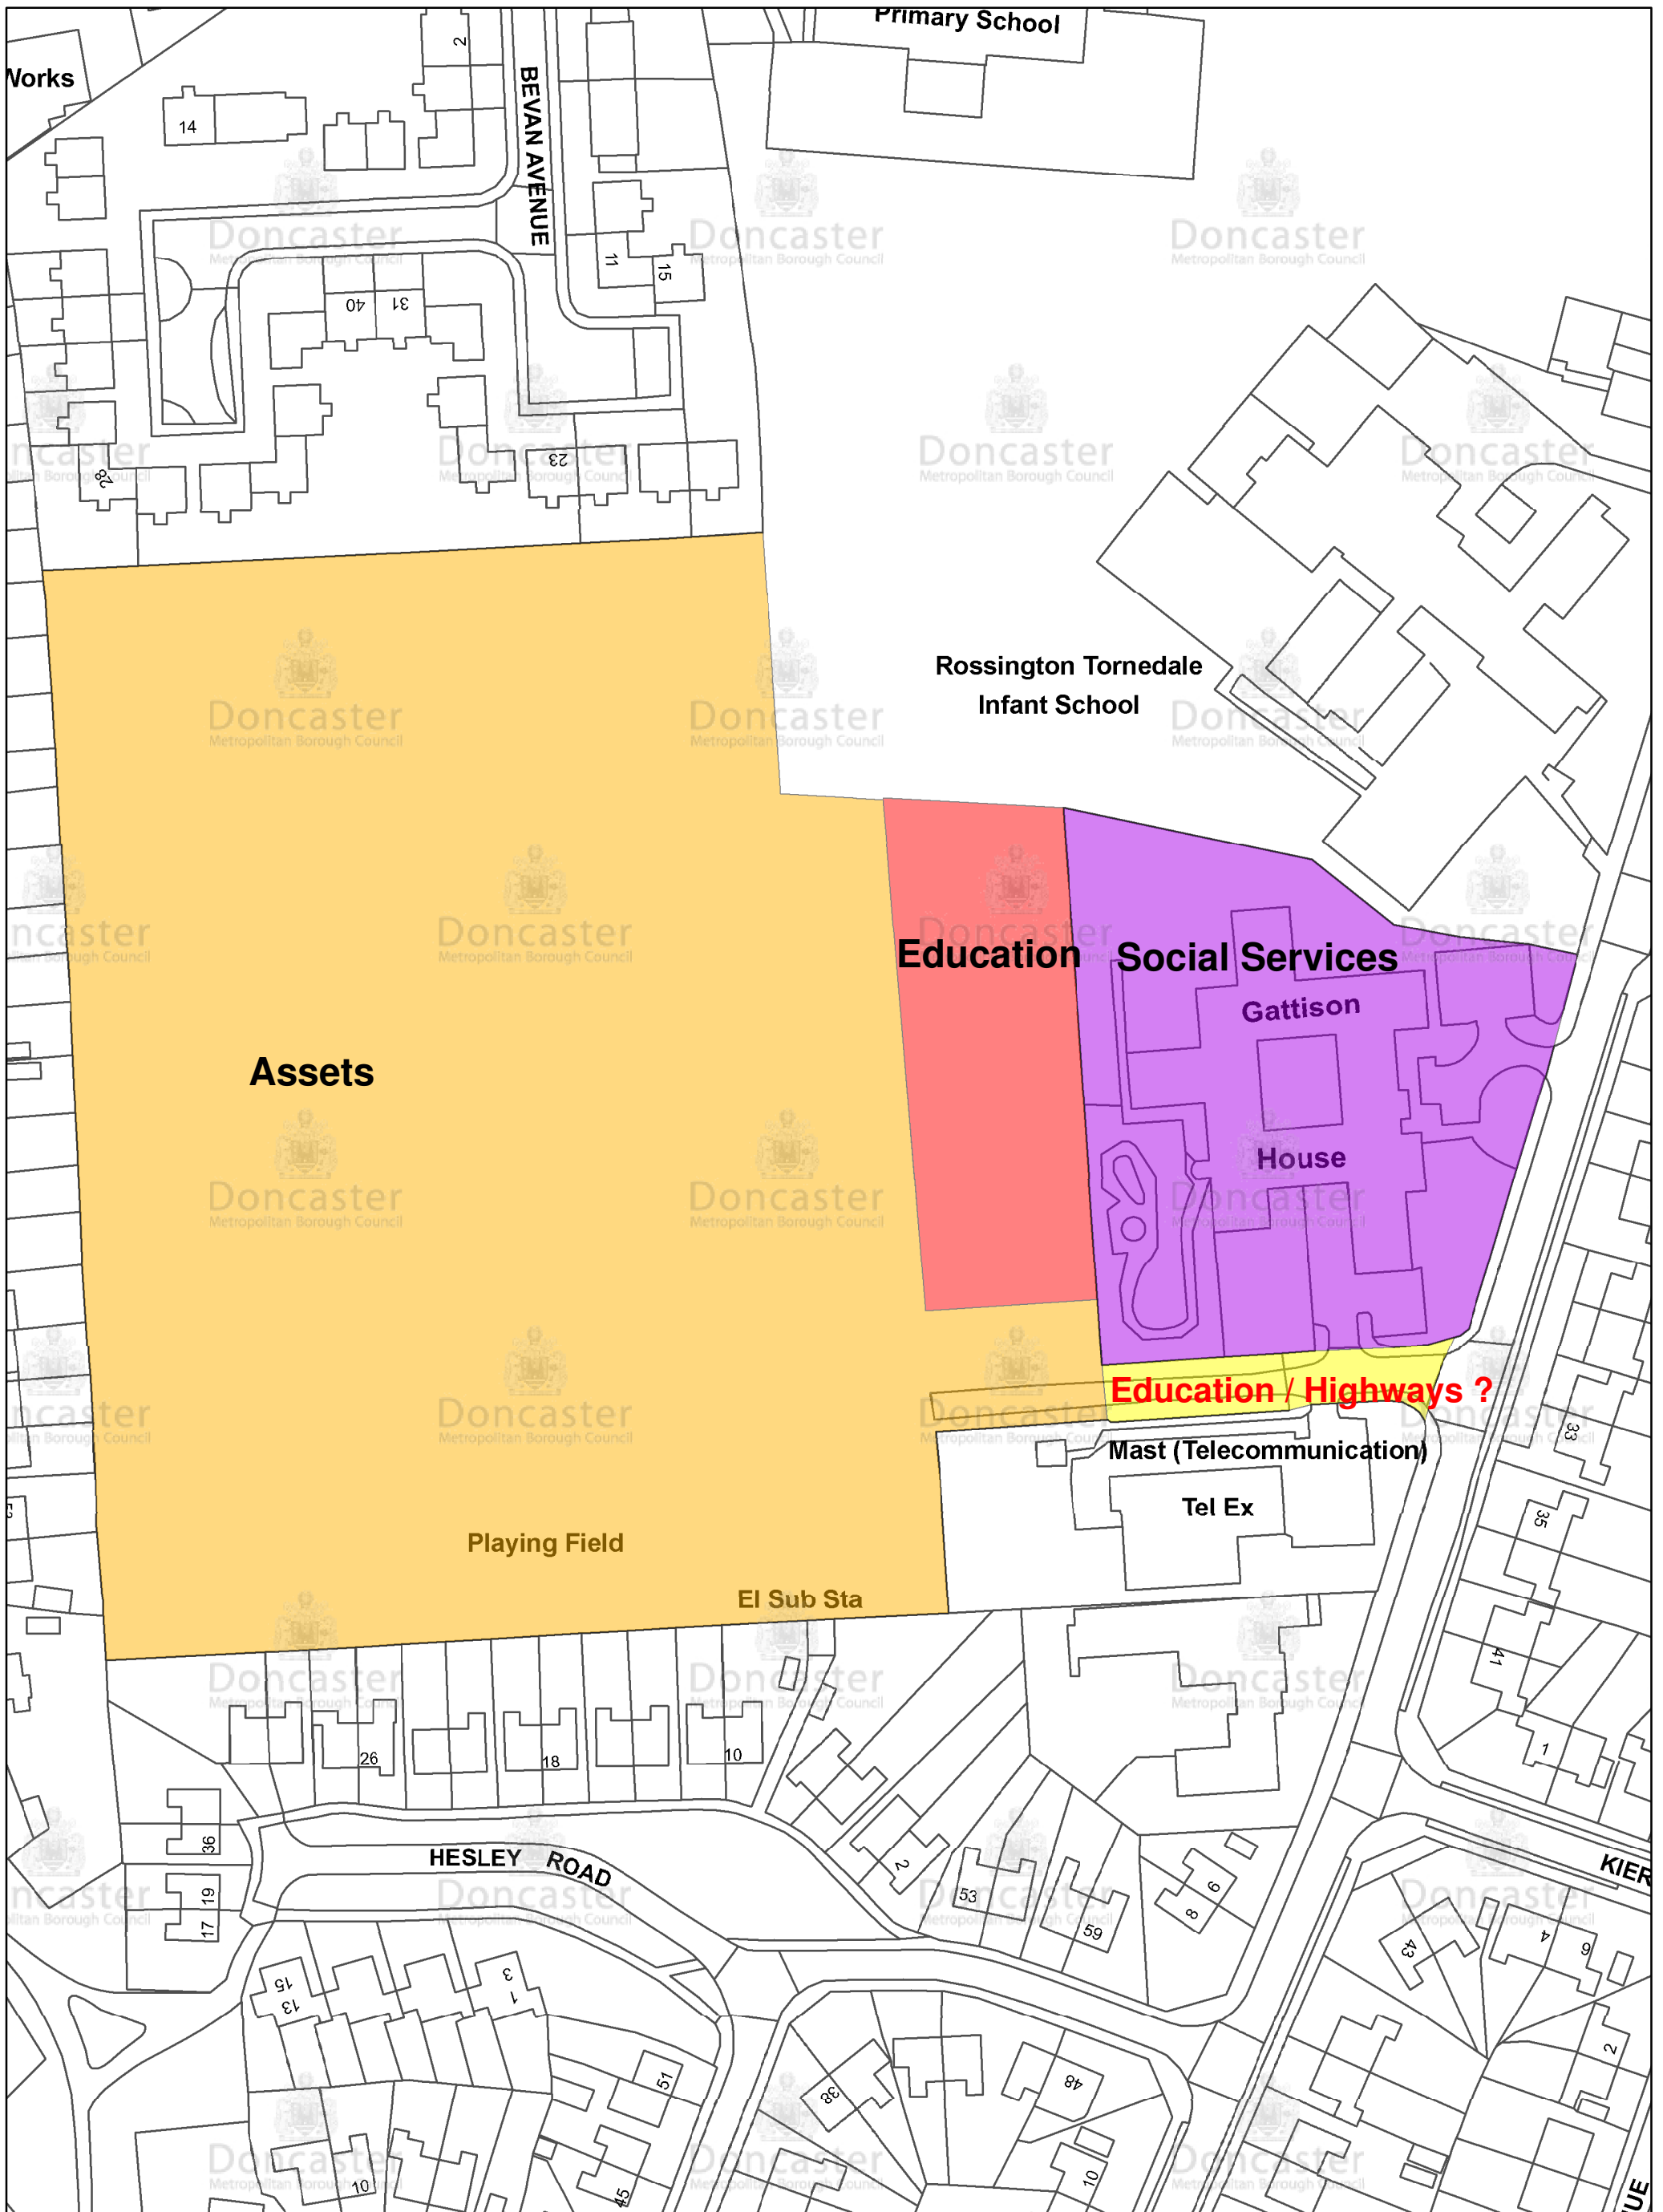 Primary School
Works
2
BEVAN AVENUE
14
11
15
40
31
28
23
Doncaster
Metropolitan Borough Council
Rossington Tornedale
Infant School
Education
Social Services
Gattison
House
Assets
Education / Highways ?
Mast (Telecommunication)
Tel Ex
33
35
Playing Field
El Sub Sta
41
1
26
18
10
36
HESLEY ROAD
19
17
2
53
59
6
8
KIER
43
4
6
15
13
3
1
2
51
38
48
10
45
10
UE